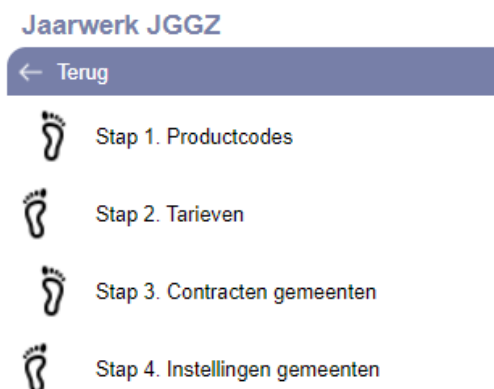 Jaarwerk JGGZ
← Terug
Stap 1. Productcodes
Stap 2. Tarieven
Stap 3. Contracten gemeenten
Stap 4. Instellingen gemeenten